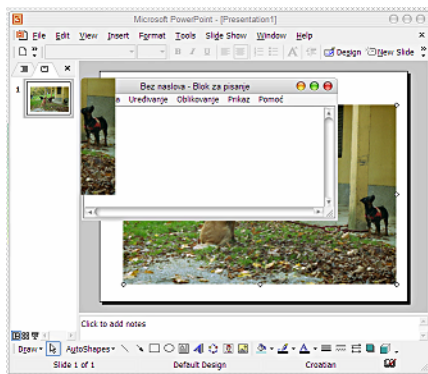 Microsoft PowerPoint - [Presentation1]
File Edit View Insert Format Tools Slide Show Window Help
B I U S Design New Slide
1
Bez naslova - Blok za pisanje
a Uređivanje Oblikovanje Prikaz Pomoć
Click to add notes
Draw AutoShapes
Slide 1 of 1 Default Design Croatian